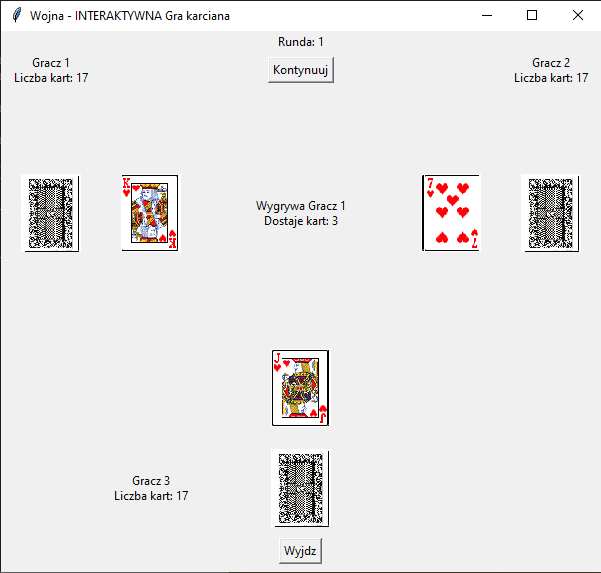 Wojna - INTERAKTYWNA Gra karciana
Runda: 1
Kontynuuj
Gracz 1
Liczba kart: 17
Gracz 2
Liczba kart: 17
K
K
Wygrywa Gracz 1
Dostaje kart: 3
7
7
J
J
Gracz 3
Liczba kart: 17
Wyjdz